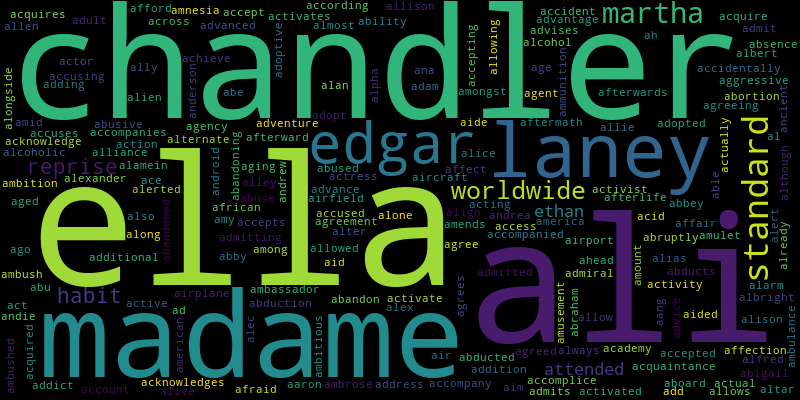 acquires adult afford amnesia across accept activates according almost allison ability accident advantage martha acquire admit
allen actor accusing adding alien ally achieve anderson advanced adoptive abe alan adopt alpha ana adam amongst accepting allowing advises alcohol age agent ah ammunition afterwards absence albert accidentally aggressive abortion agreeing ancient
chandler
alongside amid abusive accuses accompanies action alliance alamein alexander alcoholic acknowledge agency alternate adventure afterward android abandoning aging andrew alley abuse
edgar laney standard
aide alice affect abused actress aircraft advance airfield aftermath allie adopted activist afterlife abbey actually able although al
reprise worldwide
ambition ace alerted aged also african amy accepts admitting among allowed aid abby along abandoned additional ago
ella
accused alone agreement alter align acting andrea access accompanied amends agree ethan america acid affair abruptly amulet alert already
ali
admitted airport ahead admiral alias abducts activity amount alarm albright
ambush abu act andie habit active airplane ad abduction ambassador abandon activate alex agrees amusement abraham allow aang advice aided alison ambulance
madame
ambushed acquired american alec ambitious air abducted agreed always academy accepted affection alfred acquaintance attended
addict account acknowledges alive afraid aaron ambrose address accompany addition aim accomplice admits activated aboard actual add allows abigail altar